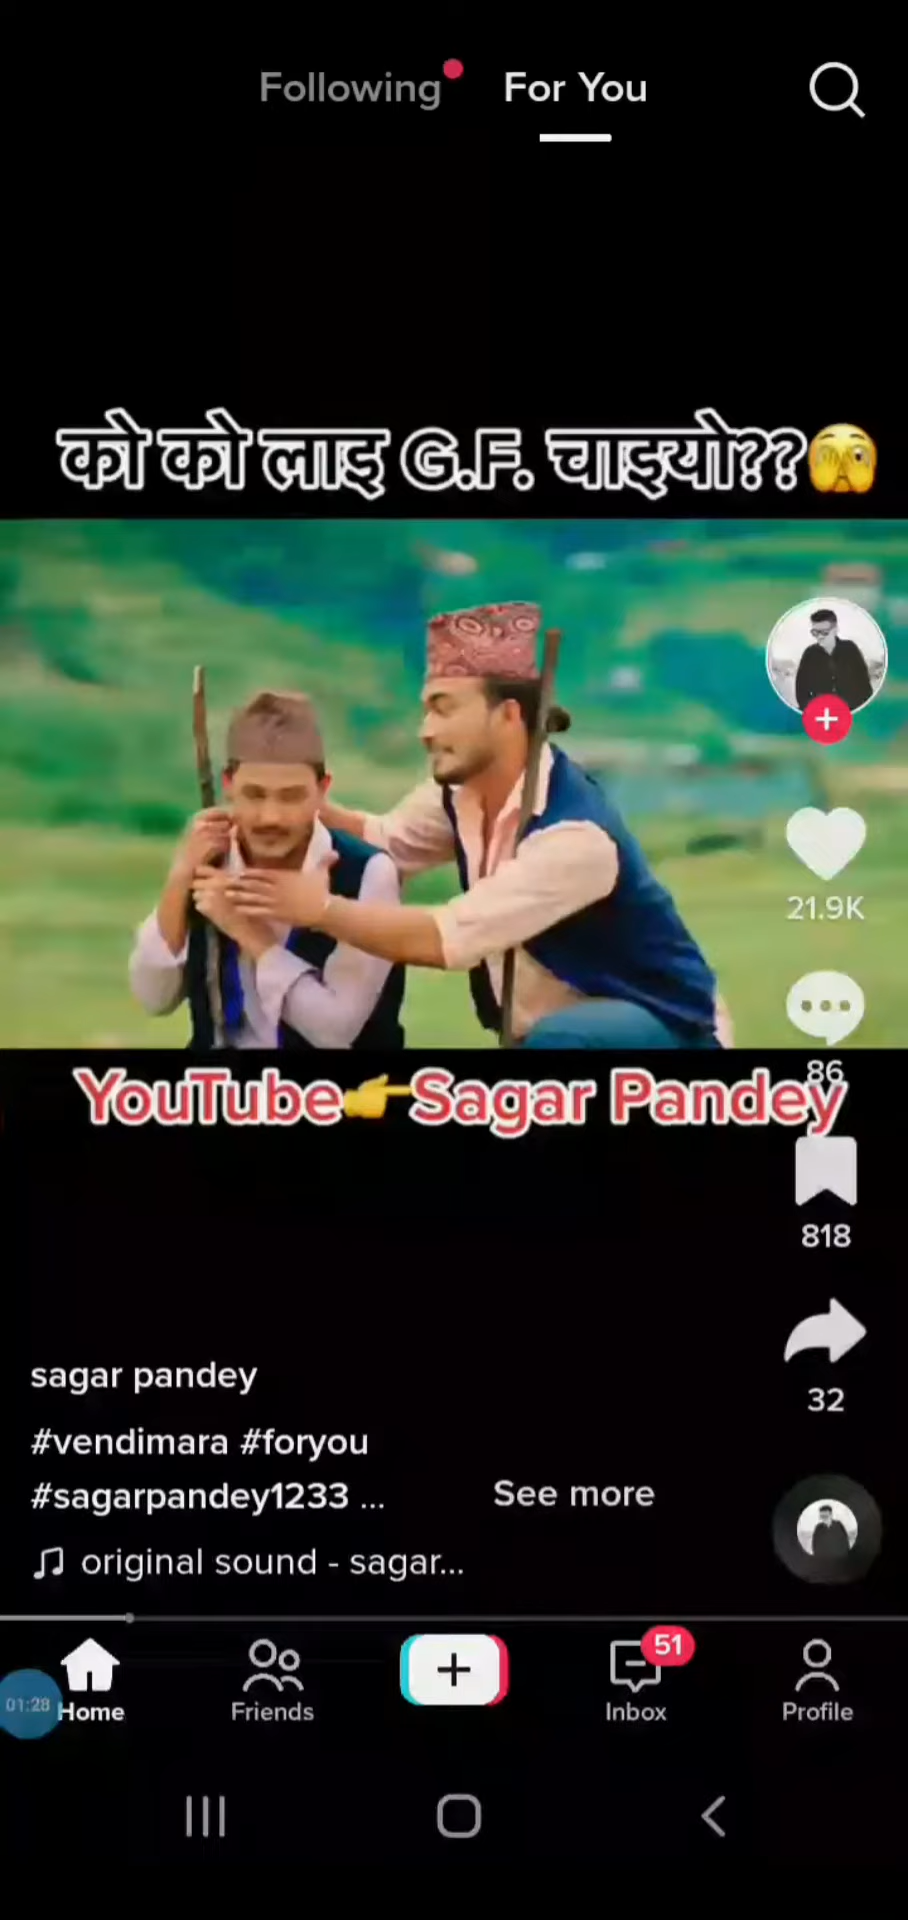 Following For You
को को लाइ G.F. चाइयो??🫣
21.9K
86
YouTube👉Sagar Pandey
818
32
sagar pandey
#vendimara #foryou
#sagarpandey1233 ... See more
original sound - sagar...
51
01:28 Home Friends Inbox Profile